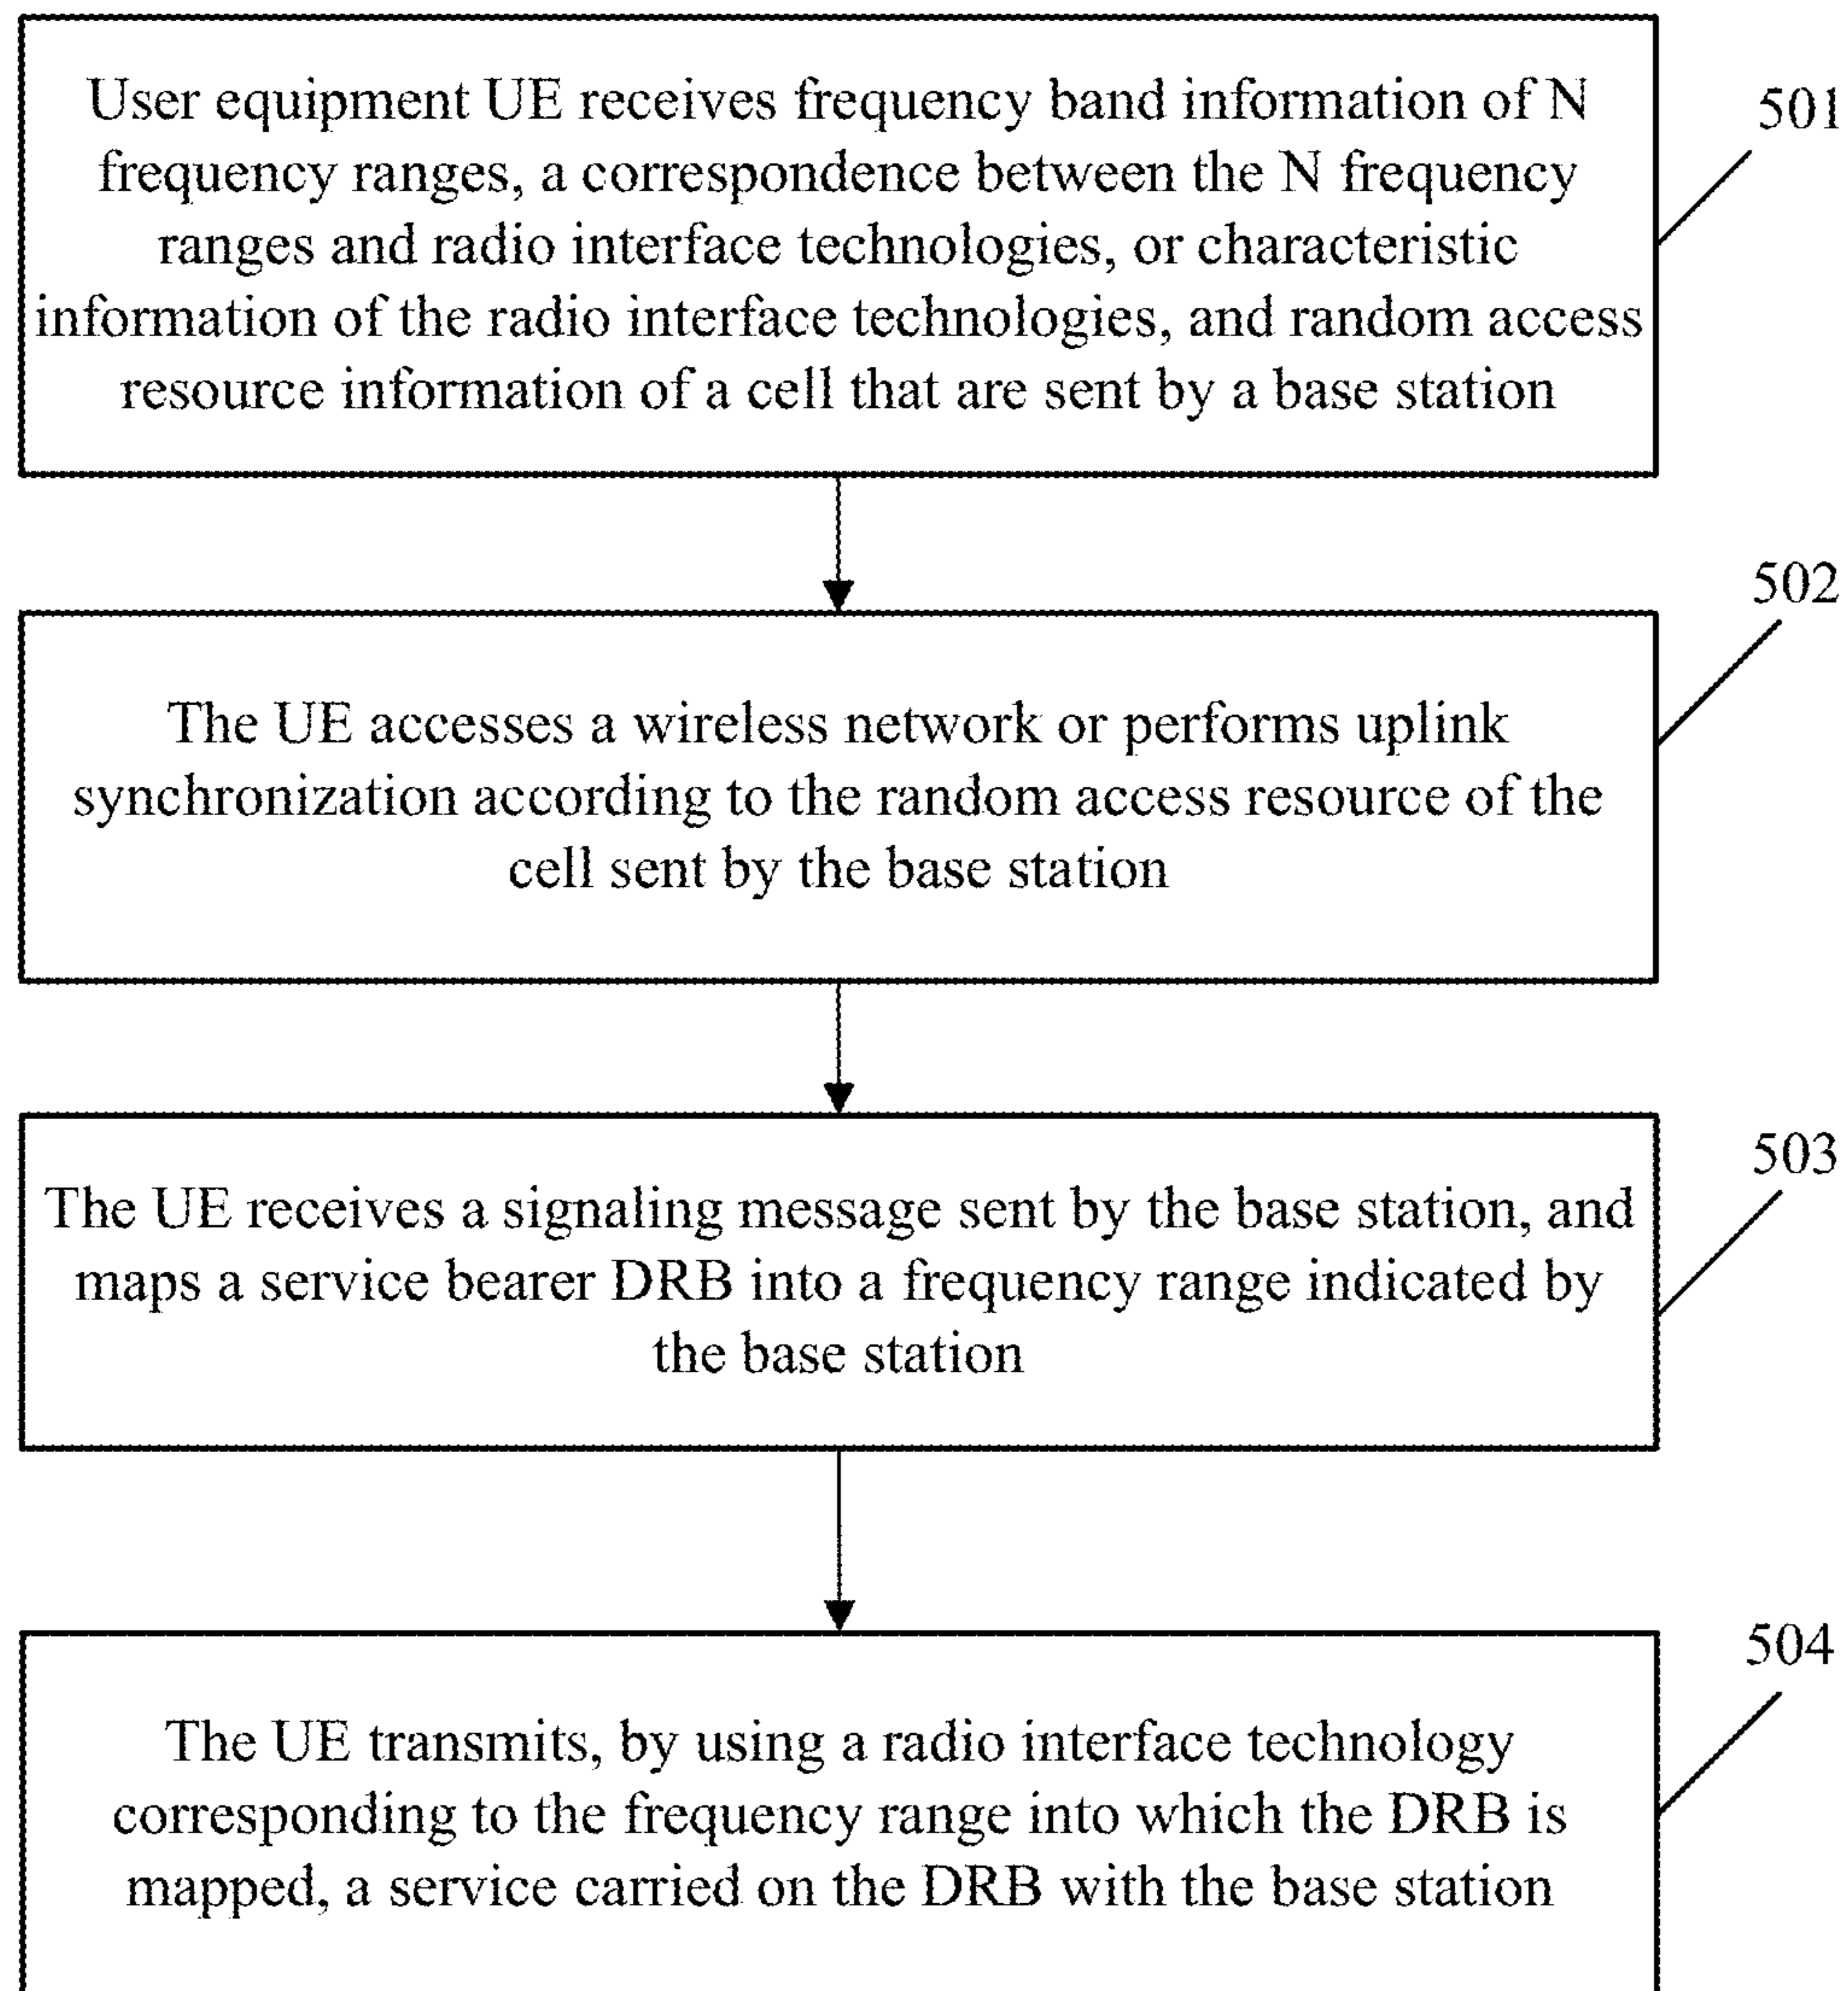 User equipment UE receives frequency band information of N
frequency ranges, a correspondence between the N frequency
ranges and radio interface technologies, or characteristic
information of the radio interface technologies, and random access
resource information of a cell that are sent by a base station
501
The UE accesses a wireless network or performs uplink
synchronization according to the random access resource of the
cell sent by the base station
502
The UE receives a signaling message sent by the base station, and
maps a service bearer DRB into a frequency range indicated by
the base station
503
The UE transmits, by using a radio interface technology
corresponding to the frequency range into which the DRB is
mapped, a service carried on the DRB with the base station
504